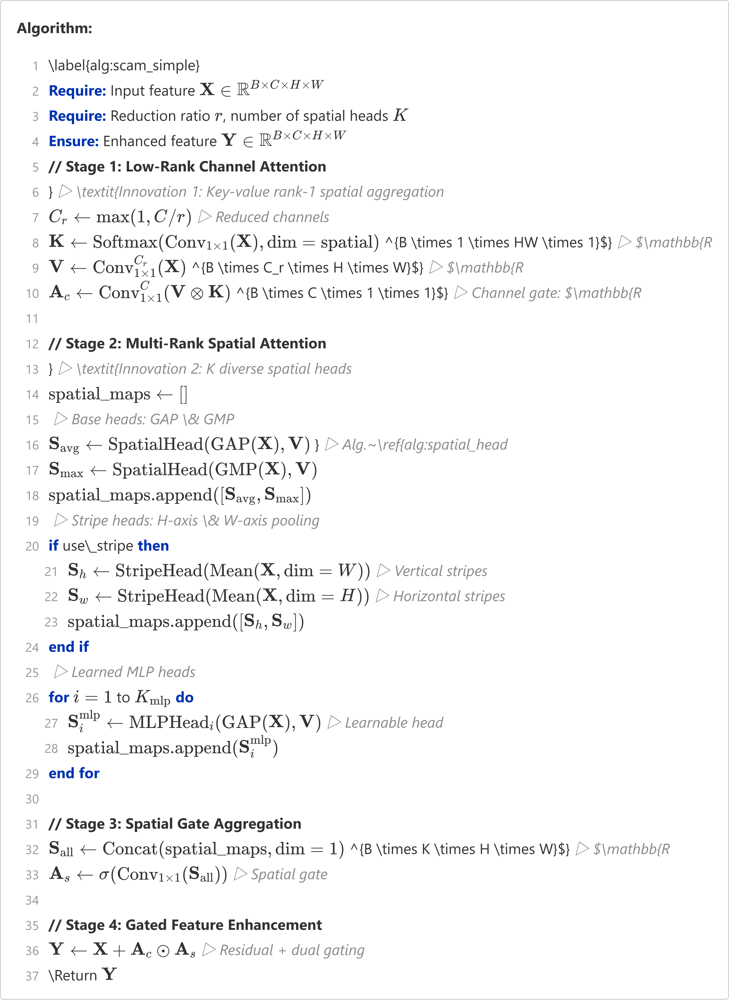 Algorithm:
1 \label{alg:scam_simple}
2 Require: Input feature $\mathbf{X} \in \mathbb{R}^{B \times C \times H \times W}$
3 Require: Reduction ratio $r$, number of spatial heads $K$
4 Ensure: Enhanced feature $\mathbf{Y} \in \mathbb{R}^{B \times C \times H \times W}$
5 // Stage 1: Low-Rank Channel Attention
6 } ▷ \textit{Innovation 1: Key-value rank-1 spatial aggregation
7 $C_r \leftarrow \max(1, C/r)$ ▷ Reduced channels
8 $\mathbf{K} \leftarrow \text{Softmax}(\text{Conv}_{1 \times 1}(\mathbf{X}), \text{dim} = \text{spatial})$ ^{B \times 1 \times HW \times 1}$} ▷ $\mathbb{R
9 $\mathbf{V} \leftarrow \text{Conv}_{1 \times 1}^{C_r}(\mathbf{X})$ ^{B \times C_r \times H \times W}$} ▷ $\mathbb{R
10 $\mathbf{A}_c \leftarrow \text{Conv}_{1 \times 1}^{C}(\mathbf{V} \otimes \mathbf{K})$ ^{B \times C \times 1 \times 1}$} ▷ Channel gate: $\mathbb{R
11
12 // Stage 2: Multi-Rank Spatial Attention
13 } ▷ \textit{Innovation 2: K diverse spatial heads
14 $\text{spatial\_maps} \leftarrow []$
15 ▷ Base heads: GAP \& GMP
16 $\mathbf{S}_{\text{avg}} \leftarrow \text{SpatialHead}(\text{GAP}(\mathbf{X}), \mathbf{V})$ } ▷ Alg.~\ref{alg:spatial_head
17 $\mathbf{S}_{\text{max}} \leftarrow \text{SpatialHead}(\text{GMP}(\mathbf{X}), \mathbf{V})$
18 $\text{spatial\_maps.append}([\mathbf{S}_{\text{avg}}, \mathbf{S}_{\text{max}}])$
19 ▷ Stripe heads: H-axis \& W-axis pooling
20 if use\_stripe then
21 $\mathbf{S}_h \leftarrow \text{StripeHead}(\text{Mean}(\mathbf{X}, \text{dim} = W))$ ▷ Vertical stripes
22 $\mathbf{S}_w \leftarrow \text{StripeHead}(\text{Mean}(\mathbf{X}, \text{dim} = H))$ ▷ Horizontal stripes
23 $\text{spatial\_maps.append}([\mathbf{S}_h, \mathbf{S}_w])$
24 end if
25 ▷ Learned MLP heads
26 for $i = 1$ to $K_{\text{mlp}}$ do
27 $\mathbf{S}_i^{\text{mlp}} \leftarrow \text{MLPHead}_i(\text{GAP}(\mathbf{X}), \mathbf{V})$ ▷ Learnable head
28 $\text{spatial\_maps.append}(\mathbf{S}_i^{\text{mlp}})$
29 end for
30
31 // Stage 3: Spatial Gate Aggregation
32 $\mathbf{S}_{\text{all}} \leftarrow \text{Concat}(\text{spatial\_maps}, \text{dim} = 1)$ ^{B \times K \times H \times W}$} ▷ $\mathbb{R
33 $\mathbf{A}_s \leftarrow \sigma(\text{Conv}_{1 \times 1}(\mathbf{S}_{\text{all}}))$ ▷ Spatial gate
34
35 // Stage 4: Gated Feature Enhancement
36 $\mathbf{Y} \leftarrow \mathbf{X} + \mathbf{A}_c \odot \mathbf{A}_s$ ▷ Residual + dual gating
37 \Return $\mathbf{Y}$